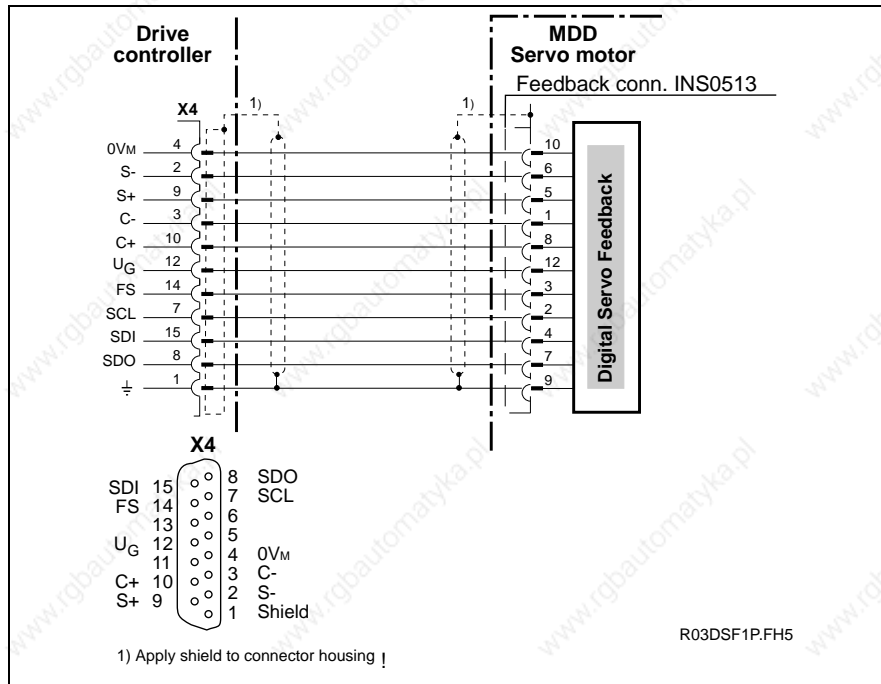 Drive
controller
MDD
Servo motor
Feedback conn. INS0513
X4
1)
1)
0VM 4 10
S- 2 6
S+ 9 5
C- 3 1
C+ 10 8
UG 12 12
FS 14 3
SCL 7 2
SDI 15 4
SDO 8 7
1 9
Digital Servo Feedback
X4
8 SDO
SDI 15
7 SCL
FS 14
6
13
5
UG 12
4 0VM
11
3 C-
C+ 10
2 S-
S+ 9
1 Shield
R03DSF1P.FH5
1) Apply shield to connector housing !
www.rgbautomatyka.pl